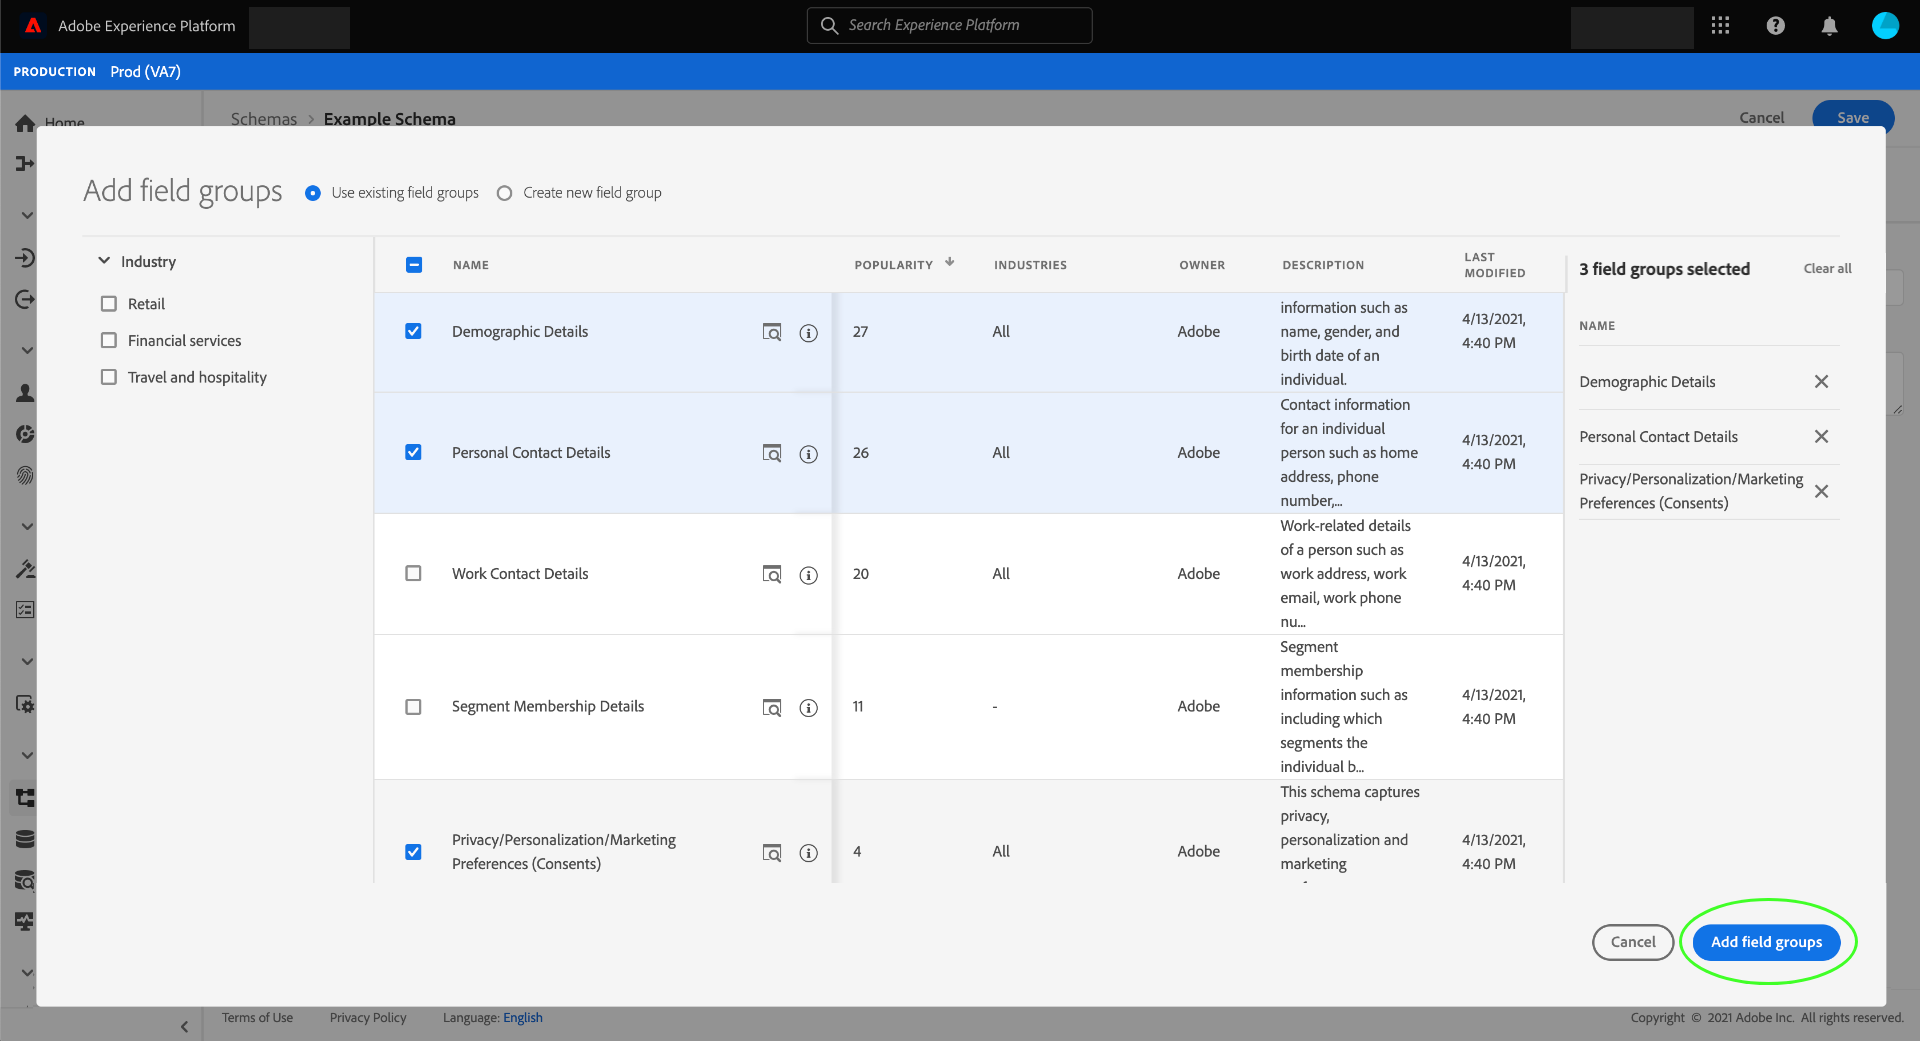 Adobe Experience Platform
Search Experience Platform
PRODUCTION Prod (VA7)
Home
Schemas > Example Schema
Cancel
Save
Add field groups
Use existing field groups
Create new field group
Industry
Retail
Financial services
Travel and hospitality
NAME
POPULARITY
INDUSTRIES
OWNER
DESCRIPTION
LAST
MODIFIED
Demographic Details
27
All
Adobe
information such as
name, gender, and
birth date of an
individual.
4/13/2021,
4:40 PM
Personal Contact Details
26
All
Adobe
Contact information
for an individual
person such as home
address, phone
number,...
4/13/2021,
4:40 PM
Work Contact Details
20
All
Adobe
Work-related details
of a person such as
work address, work
email, work phone
nu...
4/13/2021,
4:40 PM
Segment Membership Details
11
-
Adobe
Segment
membership
information such as
including which
segments the
individual b...
4/13/2021,
4:40 PM
Privacy/Personalization/Marketing
Preferences (Consents)
4
All
Adobe
This schema captures
privacy,
personalization and
marketing
4/13/2021,
4:40 PM
3 field groups selected
Clear all
NAME
Demographic Details
Personal Contact Details
Privacy/Personalization/Marketing
Preferences (Consents)
Cancel
Add field groups
Terms of Use
Privacy Policy
Language: English
Copyright © 2021 Adobe Inc. All rights reserved.